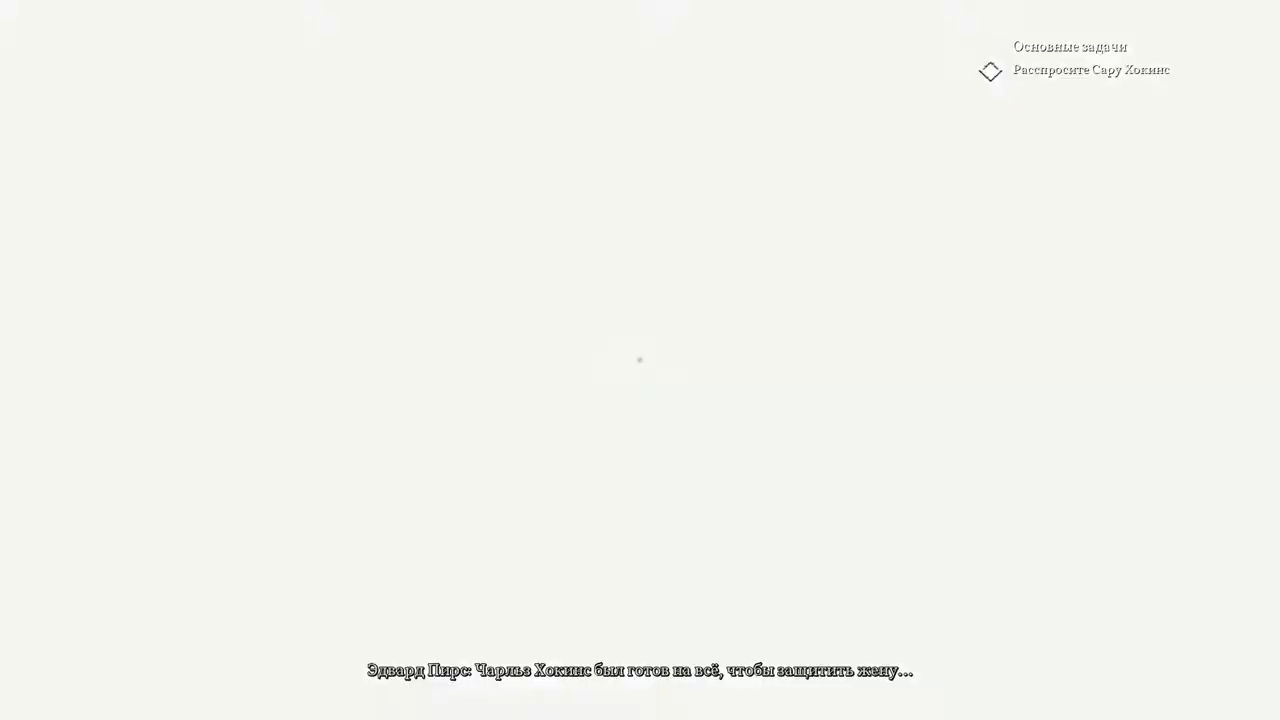 Основные задачи
Расспросите Сару Хокинс
Эдвард Пирс: Чарльз Хокинс был готов на всё, чтобы защитить жену...